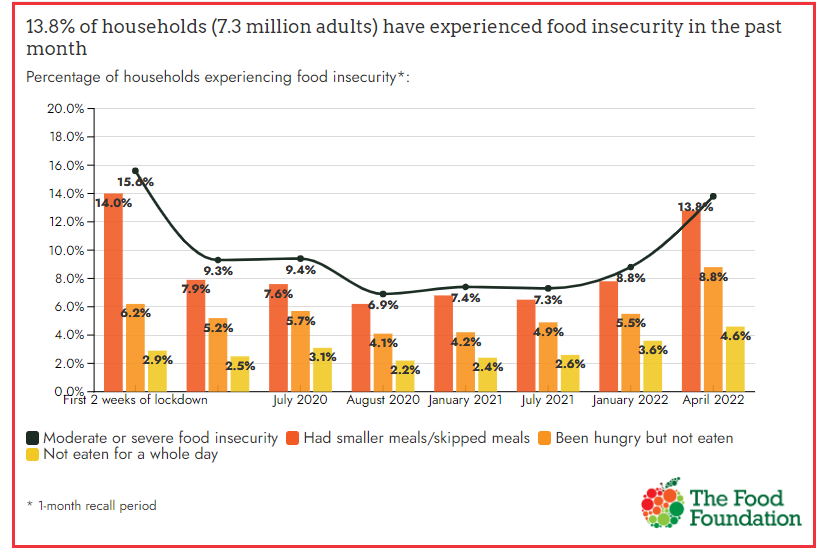 13.8% of households (7.3 million adults) have experienced food insecurity in the past
month
Percentage of households experiencing food insecurity*:
20.0%
18.0%
16.0%
14.0%
12.0%
10.0%
8.0%
6.0%
4.0%
2.0%
0.0%
15.6%
14.0%
6.2%
2.9%
9.3%
7.9%
5.2%
2.5%
9.4%
7.6%
5.7%
3.1%
6.9%
4.1%
2.2%
7.4%
4.2%
2.4%
7.3%
4.9%
2.6%
8.8%
5.5%
3.6%
13.8%
8.8%
4.6%
First 2 weeks of lockdown
July 2020
August 2020
January 2021
July 2021
January 2022
April 2022
Moderate or severe food insecurity
Had smaller meals/skipped meals
Been hungry but not eaten
Not eaten for a whole day
* 1-month recall period
The Food
Foundation